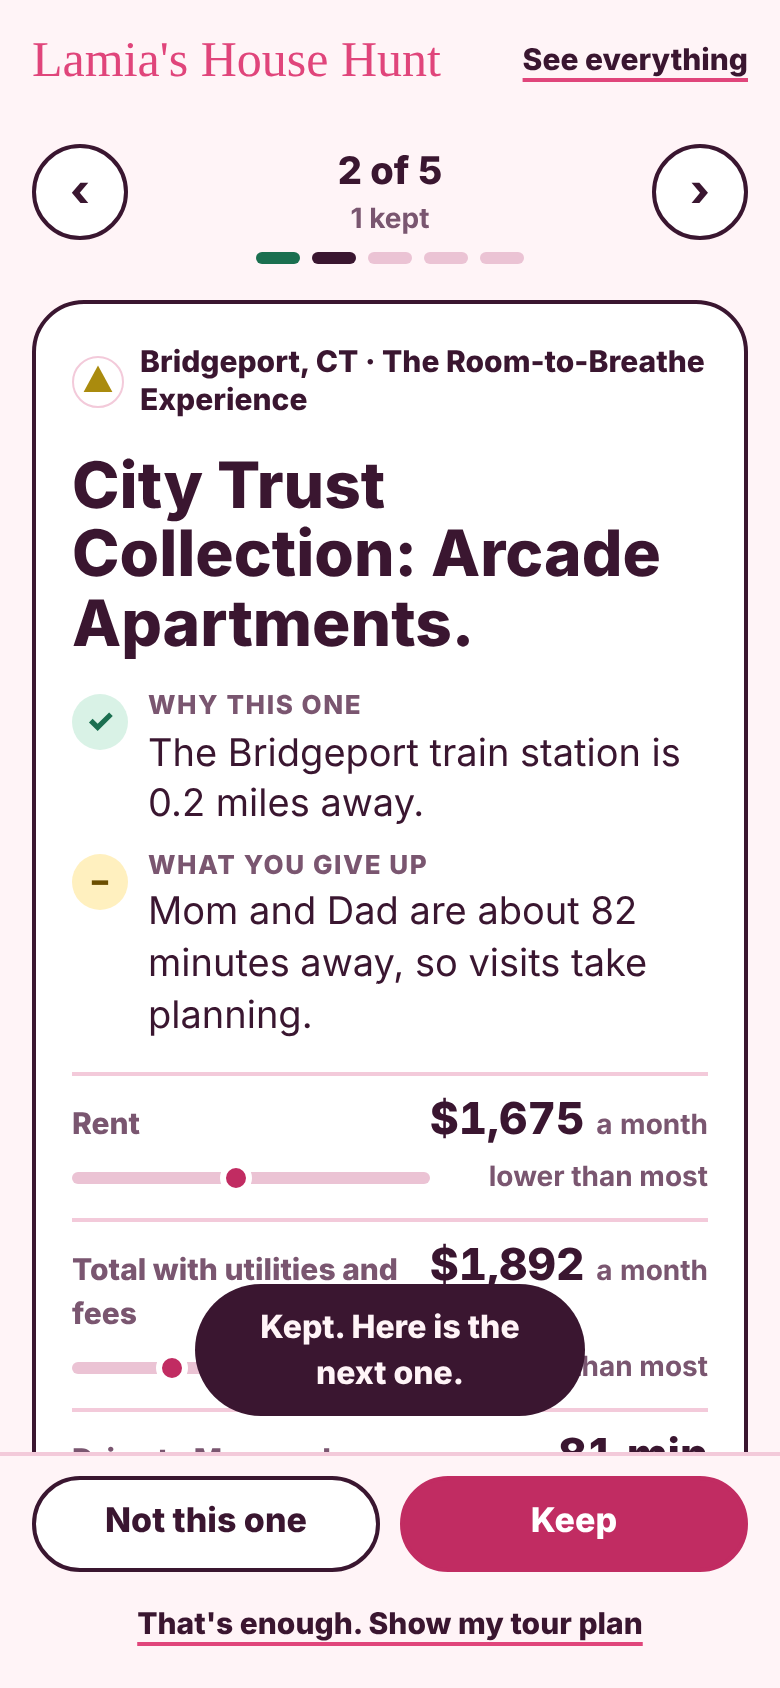 Lamia's House Hunt
See everything
2 of 5
1 kept
Bridgeport, CT · The Room-to-Breathe
Experience
City Trust
Collection: Arcade
Apartments.
WHY THIS ONE
The Bridgeport train station is
0.2 miles away.
WHAT YOU GIVE UP
Mom and Dad are about 82
minutes away, so visits take
planning.
Rent
$1,675 a month
lower than most
Total with utilities and
fees
$1,892 a month
than most
Kept. Here is the
next one.
81 min
Not this one
Keep
That's enough. Show my tour plan